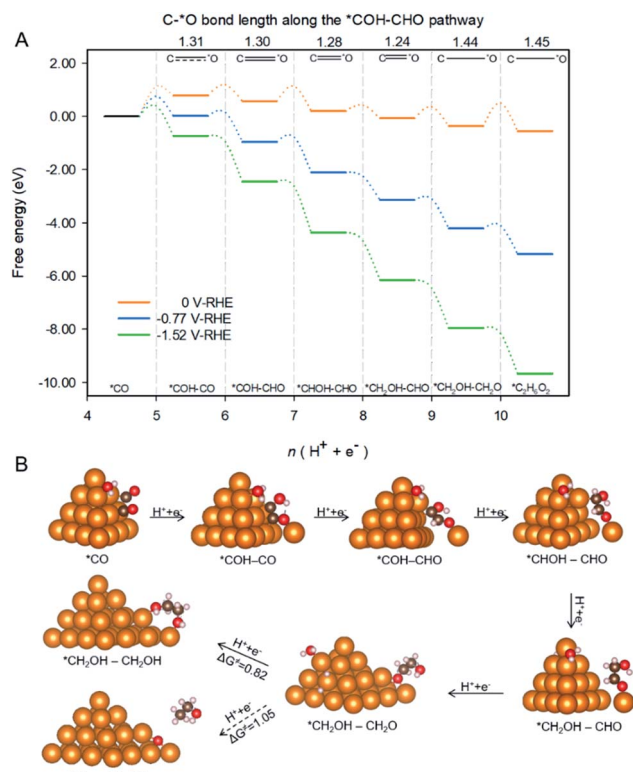 C-*O bond length along the *COH-CHO pathway
A
1.31 1.30 1.28 1.24 1.44 1.45
C *O C *O C *O C *O C *O C *O
2.00
0.00
-2.00
-4.00
-6.00
-8.00
-10.00
Free energy (eV)
0 V-RHE
-0.77 V-RHE
-1.52 V-RHE
*CO *COH-CO *COH-CHO *CHOH-CHO *CH2OH-CHO *CH2OH-CH2O *C2H6O2
4 5 6 7 8 9 10
n (H+ + e-)
B
H++e- H++e- H++e-
*CO *COH–CO *COH–CHO *CHOH – CHO
H++e-
H++e-
ΔG≠=0.82
*CH2OH – CH2OH
H++e-
H++e-
ΔG≠=1.05
*CH2OH – CH2O *CH2OH – CHO